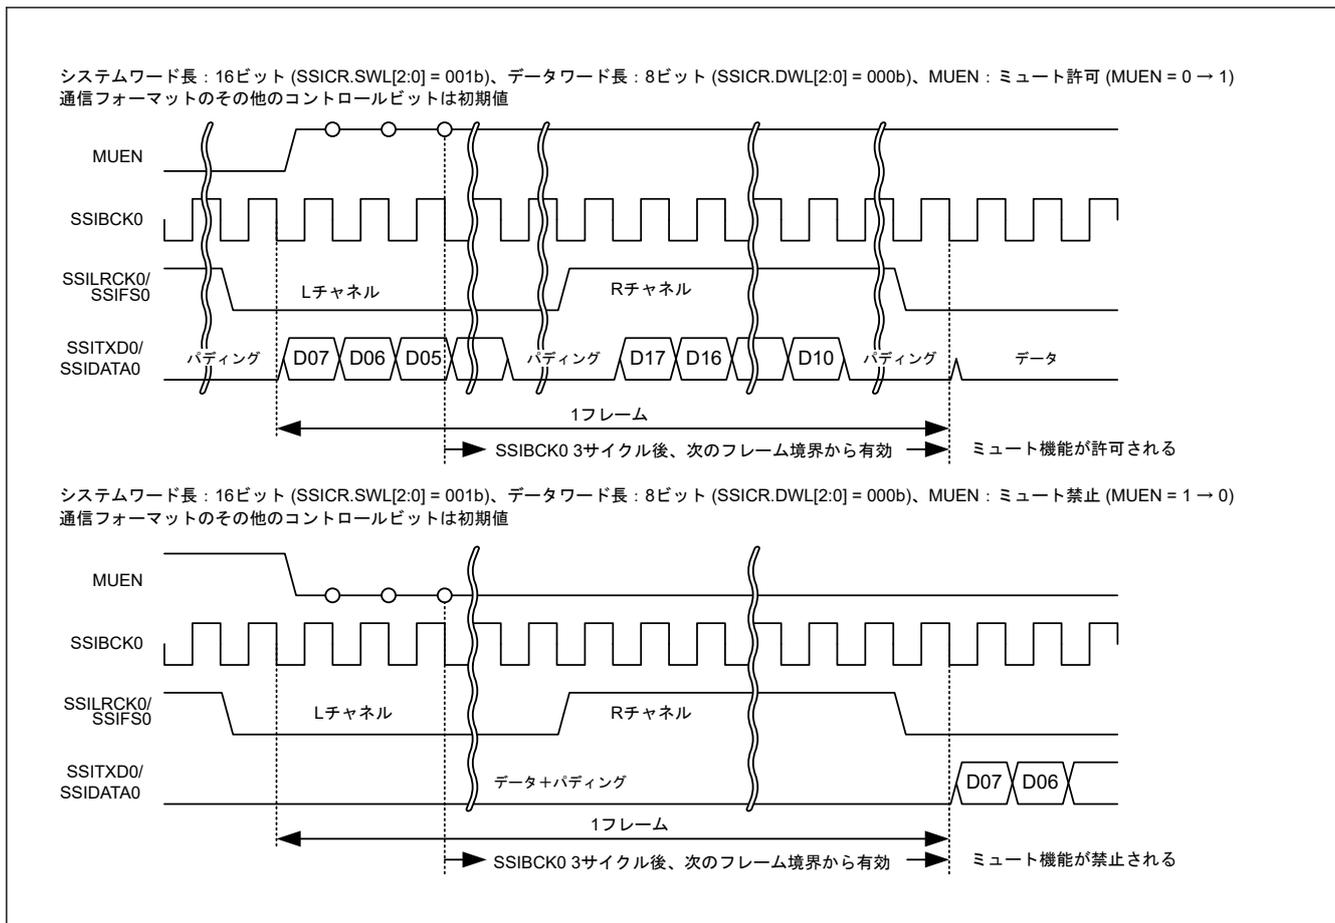 システムワード長：16ビット (SSICR.SWL[2:0] = 001b)、データワード長：8ビット (SSICR.DWL[2:0] = 000b)、MUEN：ミュート許可 (MUEN = 0 → 1)
通信フォーマットのその他のコントロールビットは初期値
MUEN
SSIBCK0
SSILRCK0/
SSIFS0
Lチャネル
Rチャネル
SSITXD0/
SSIDATA0
パディング
D07
D06
D05
パディング
D17
D16
D10
パディング
データ
1フレーム
SSIBCK0 3サイクル後、次のフレーム境界から有効
ミュート機能が許可される
システムワード長：16ビット (SSICR.SWL[2:0] = 001b)、データワード長：8ビット (SSICR.DWL[2:0] = 000b)、MUEN：ミュート禁止 (MUEN = 1 → 0)
通信フォーマットのその他のコントロールビットは初期値
MUEN
SSIBCK0
SSILRCK0/
SSIFS0
Lチャネル
Rチャネル
SSITXD0/
SSIDATA0
データ＋パディング
D07
D06
1フレーム
SSIBCK0 3サイクル後、次のフレーム境界から有効
ミュート機能が禁止される